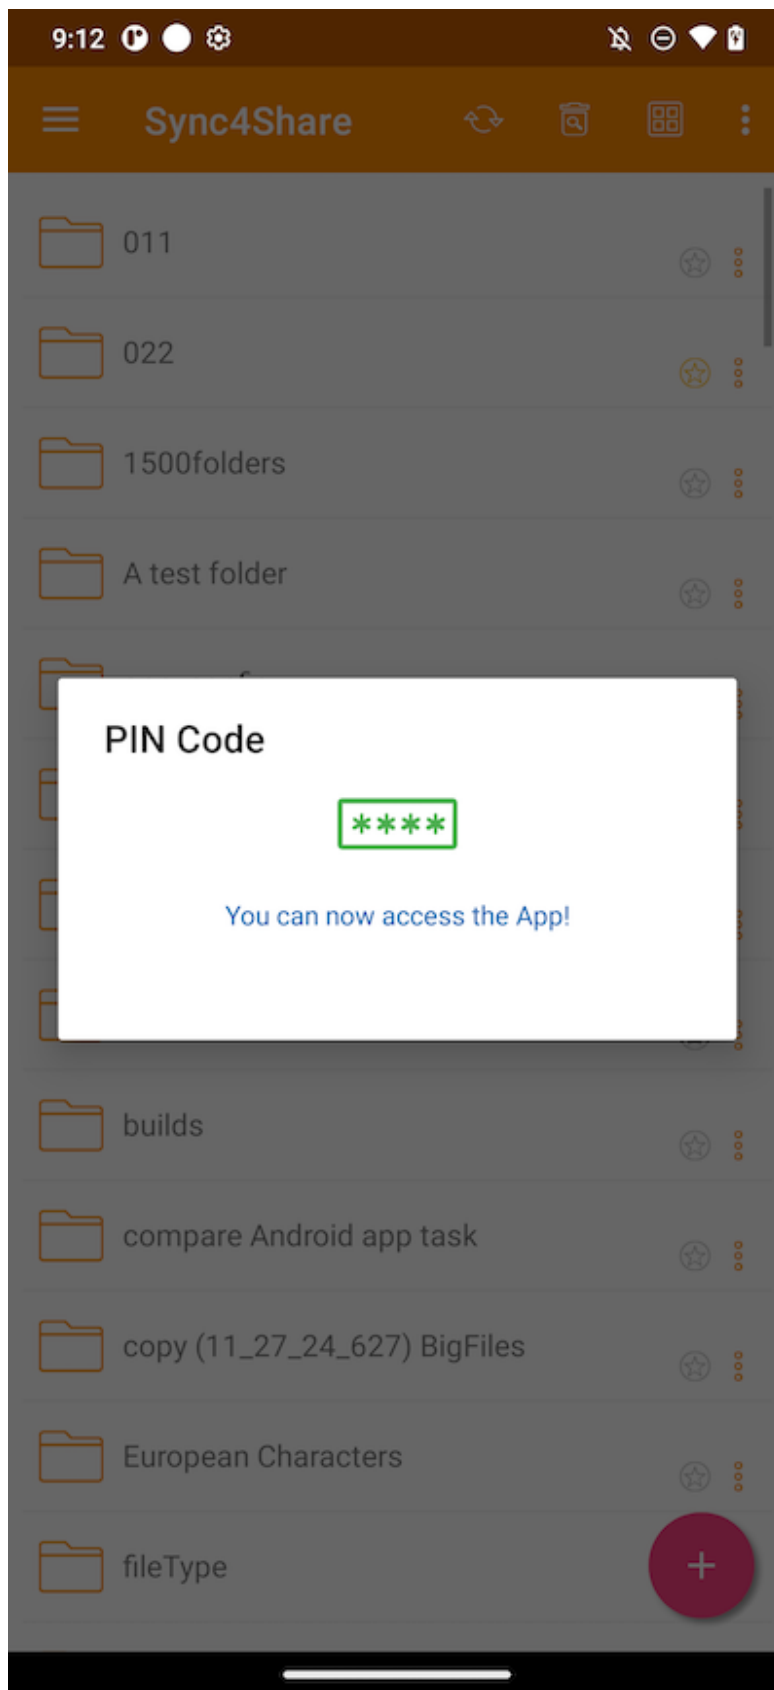 9:12
Sync4Share
011
022
1500folders
A test folder
PIN Code
****
You can now access the App!
builds
compare Android app task
copy (11_27_24_627) BigFiles
European Characters
fileType